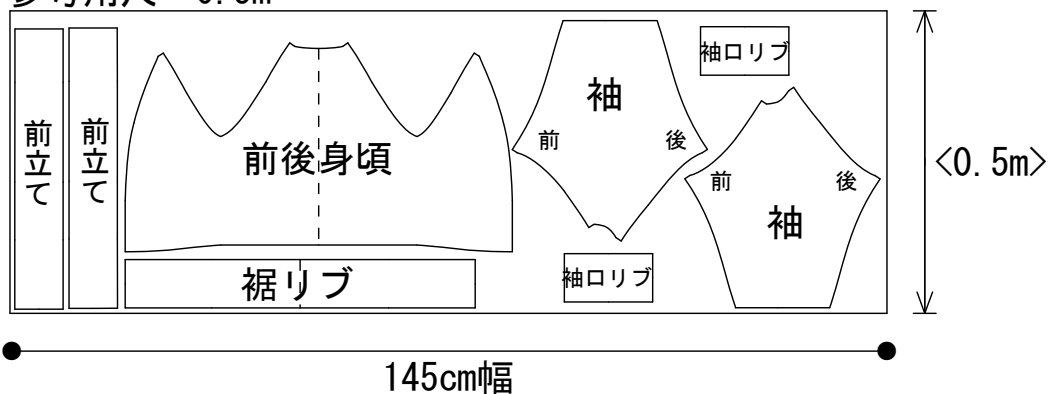 袖口リブ
袖
前
後
前立て
前立て
前後身頃
<0.5m>
前
後
袖
袖口リブ
裾リブ
145cm幅